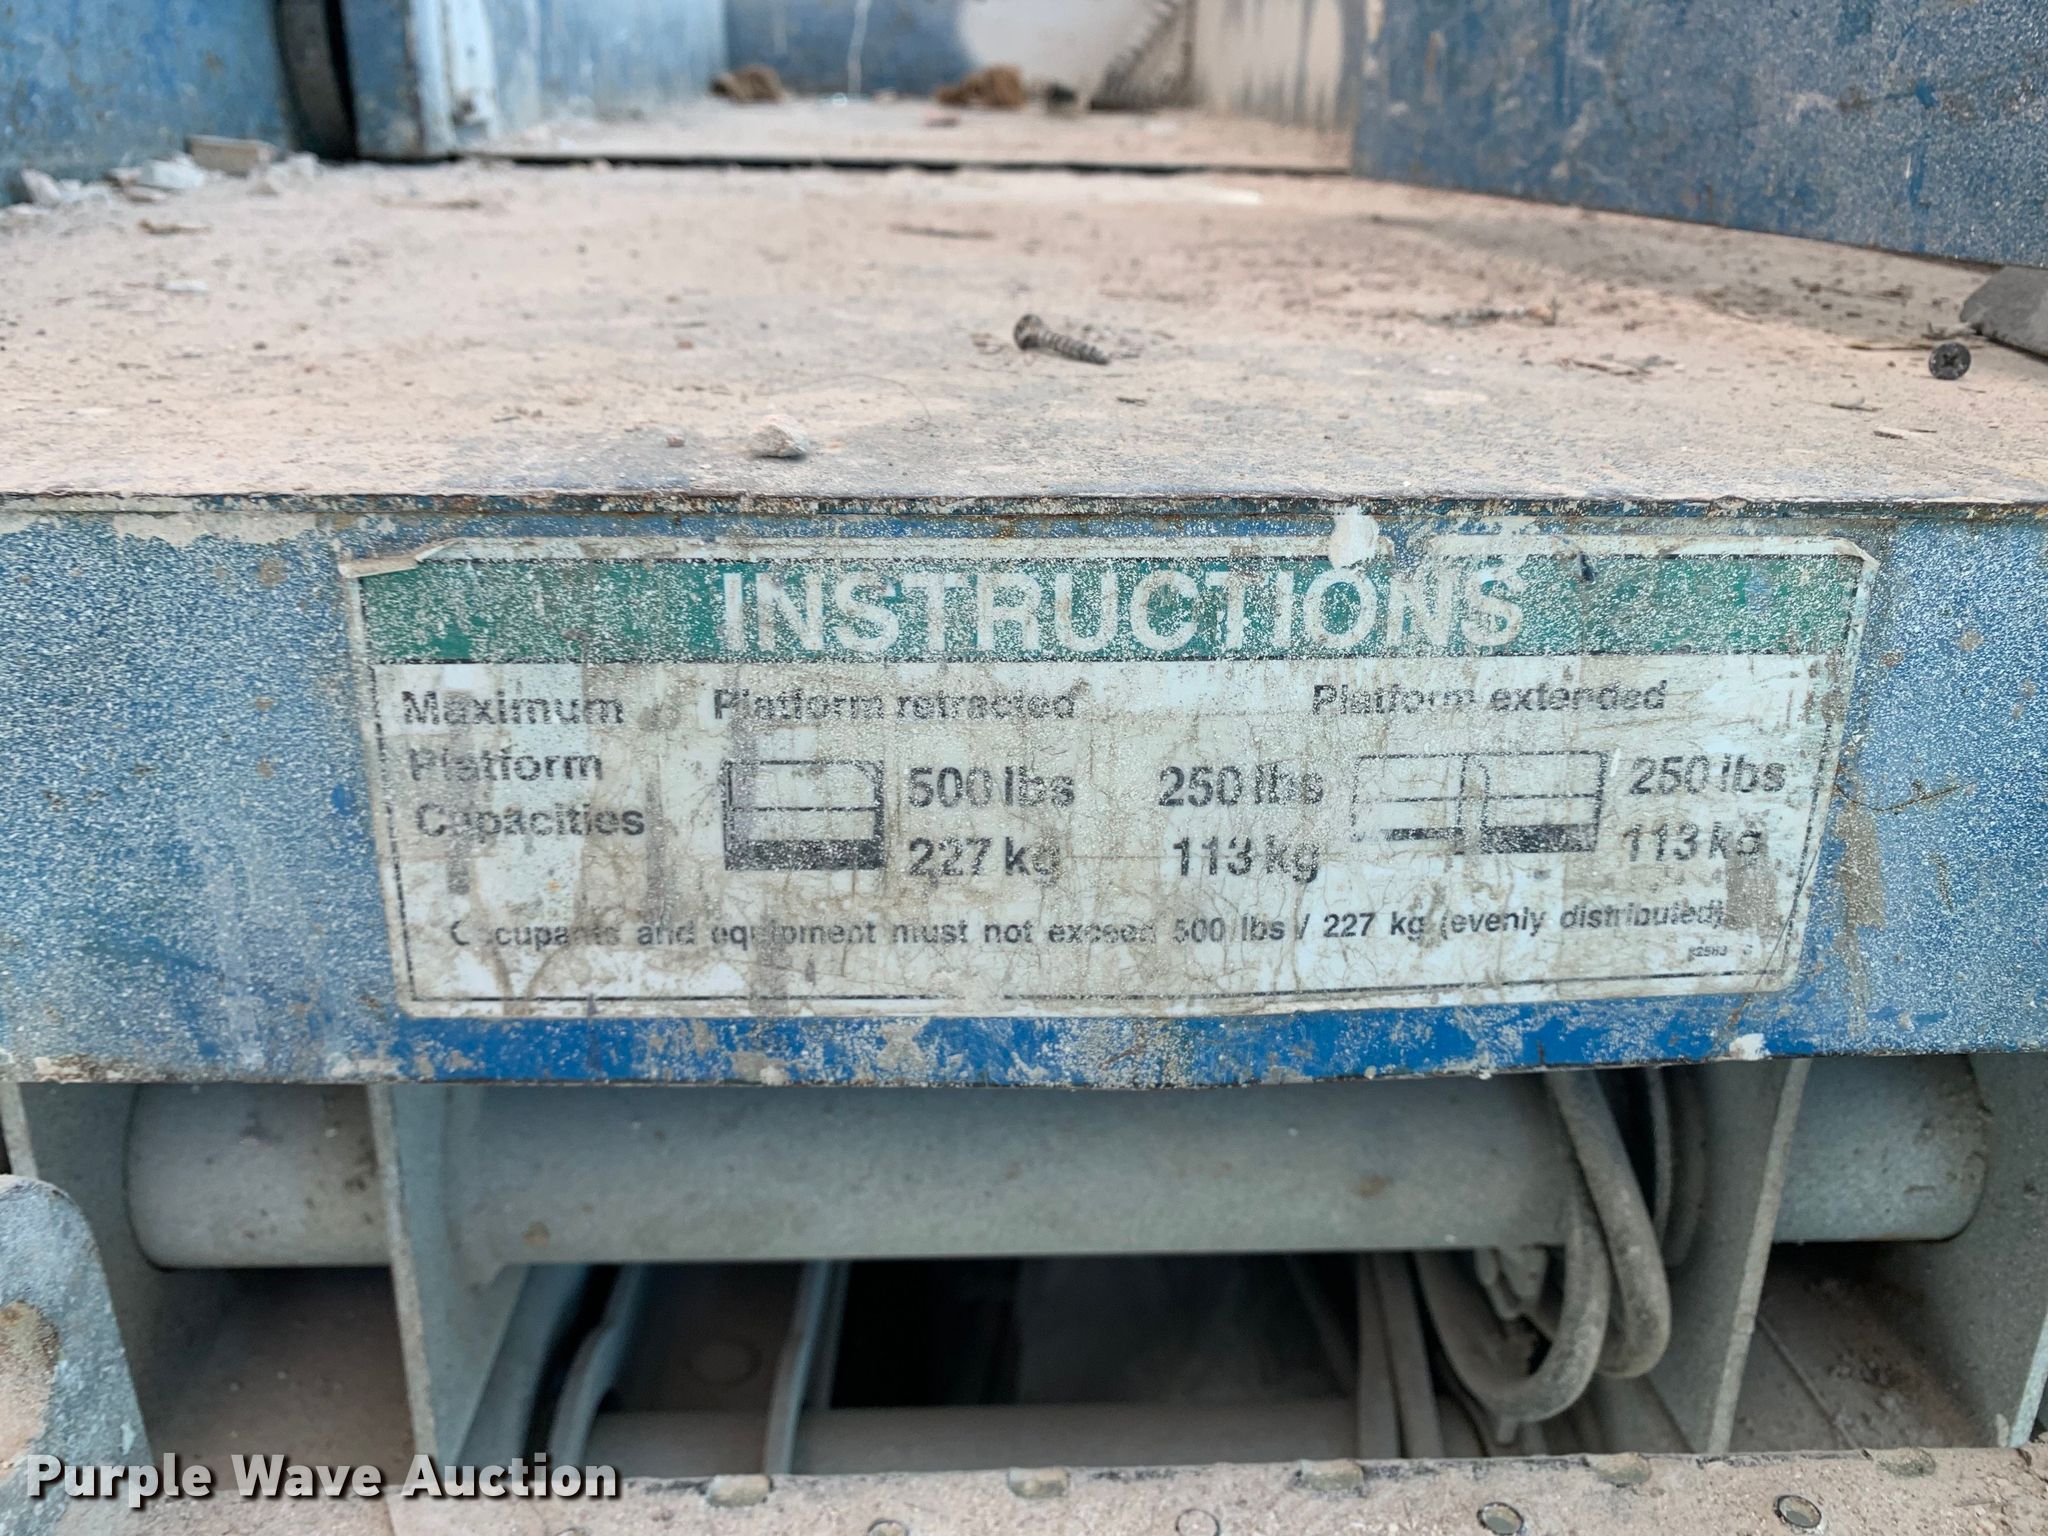 INSTRUCTIONS
Maximum Platform Capacities
Platform retracted
500 lbs
227 kg
Platform extended
250 lbs
113 kg
250 lbs
113 kg
Occupants and equipment must not exceed 500 lbs / 227 kg (evenly distributed)
Purple Wave Auction